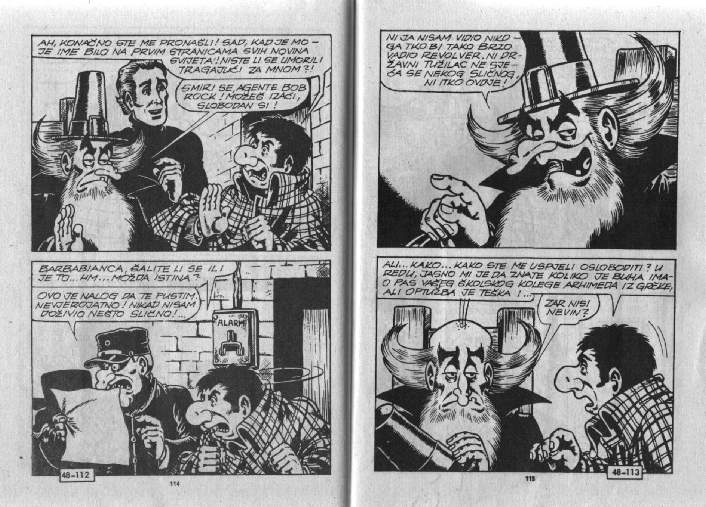 AH, KONAČNO STE ME PRONAŠLI! SAD, KAD JE MO-
JE IME BILO NA PRVIM STRANICAMA SVIH NOVINA
SVIJETA! NISTE LI SE UMORILI
TRAGAJUĆI ZA MNOM?!
SMIRI SE, AGENTE BOB
ROCK! MOŽEŠ IZAĆI,
SLOBODAN SI!
BARBABIANCA, ŠALITE LI SE ILI
JE TO... HM... MOŽDA ISTINA?
OVO JE NALOG DA TE PUSTIM.
NEVJEROJATNO! NIKAD NISAM
DOŽIVIO NEŠTO SLIČNO!...
ALARM
48-112
114
NI JA NISAM VIDIO NIKO-
GA TKO BI TAKO BRZO
VADIO REVOLVER. NI DR-
ŽAVNI TUŽILAC NE SJE-
ĆA SE NEKOG SLIČNOG,
NI ITKO OVDJE!
ALI... KAKO... KAKO STE ME USPJELI OSLOBODITI? U
REDU, JASNO MI JE DA ZNATE KOLIKO JE BUHA IMA-
O PAS VAŠEG ŠKOLSKOG KOLEGE ARHIMEDA IZ GRČKE,
ALI OPTUŽBA JE TEŠKA!...
ZAR NISI
NEVIN?
115
48-113